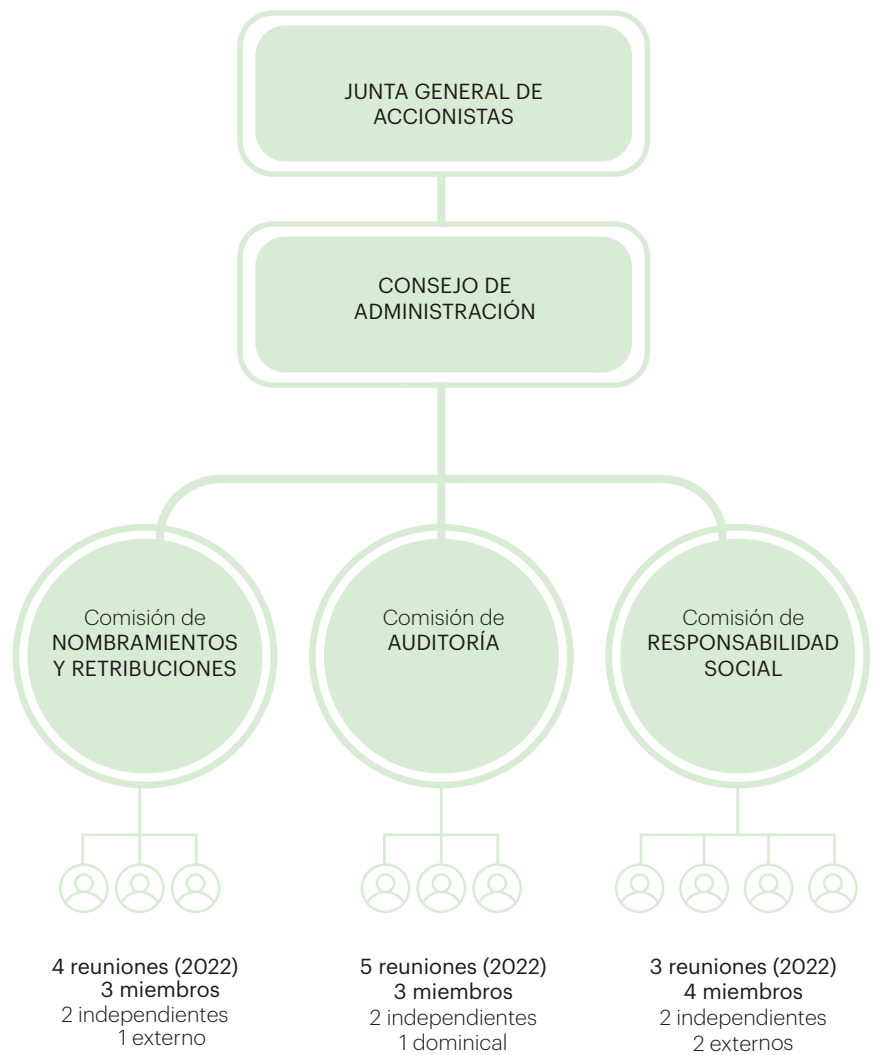 JUNTA GENERAL DE
ACCIONISTAS
CONSEJO DE
ADMINISTRACIÓN
Comisión de
NOMBRAMIENTOS
Y RETRIBUCIONES
Comisión de
AUDITORÍA
Comisión de
RESPONSABILIDAD
SOCIAL
4 reuniones (2022)
3 miembros
2 independientes
1 externo
5 reuniones (2022)
3 miembros
2 independientes
1 dominical
3 reuniones (2022)
4 miembros
2 independientes
2 externos